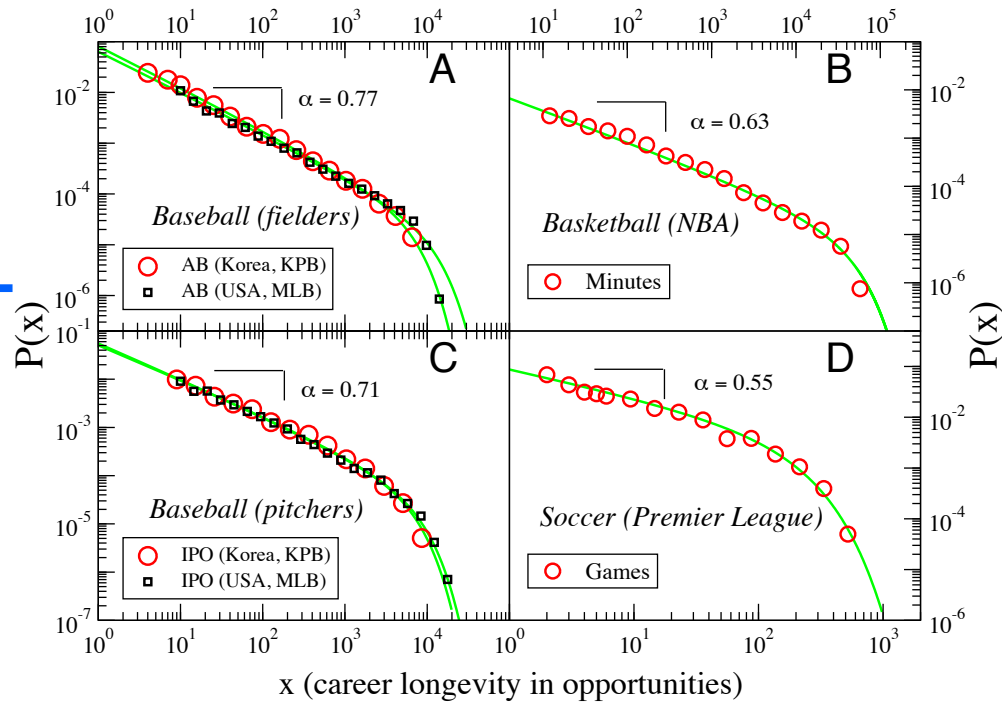 10^0 10^1 10^2 10^3 10^4
10^1 10^2 10^3 10^4 10^5
A
α = 0.77
10^-2
10^-4
10^-6
Baseball (fielders)
AB (Korea, KPB)
AB (USA, MLB)
B
α = 0.63
10^-2
10^-4
10^-6
Basketball (NBA)
Minutes
P(x)
P(x)
C
α = 0.71
10^-1
10^-3
10^-5
10^-7
Baseball (pitchers)
IPO (Korea, KPB)
IPO (USA, MLB)
D
α = 0.55
10^-2
10^-4
10^-6
Soccer (Premier League)
Games
10^0 10^1 10^2 10^3 10^4
10^0 10^1 10^2 10^3
x (career longevity in opportunities)